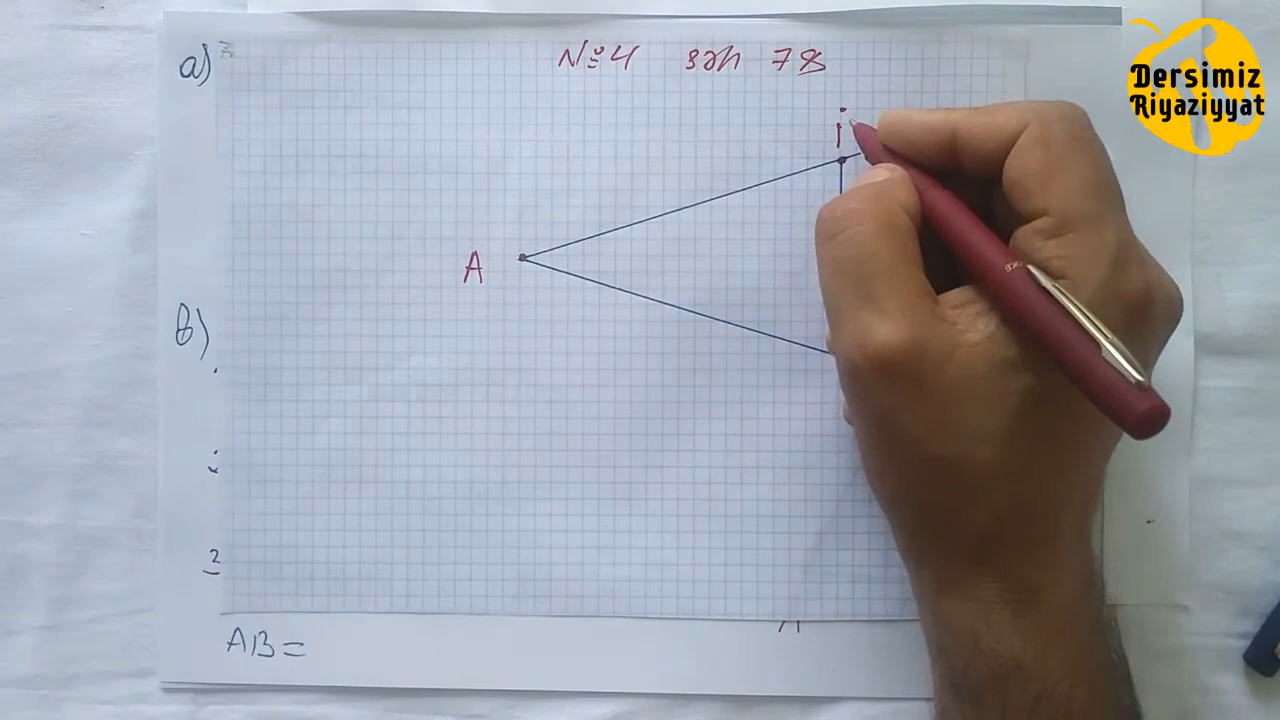 a)
№4 səh 78
Dersimiz
Riyaziyyat
i
A
b)
AB=